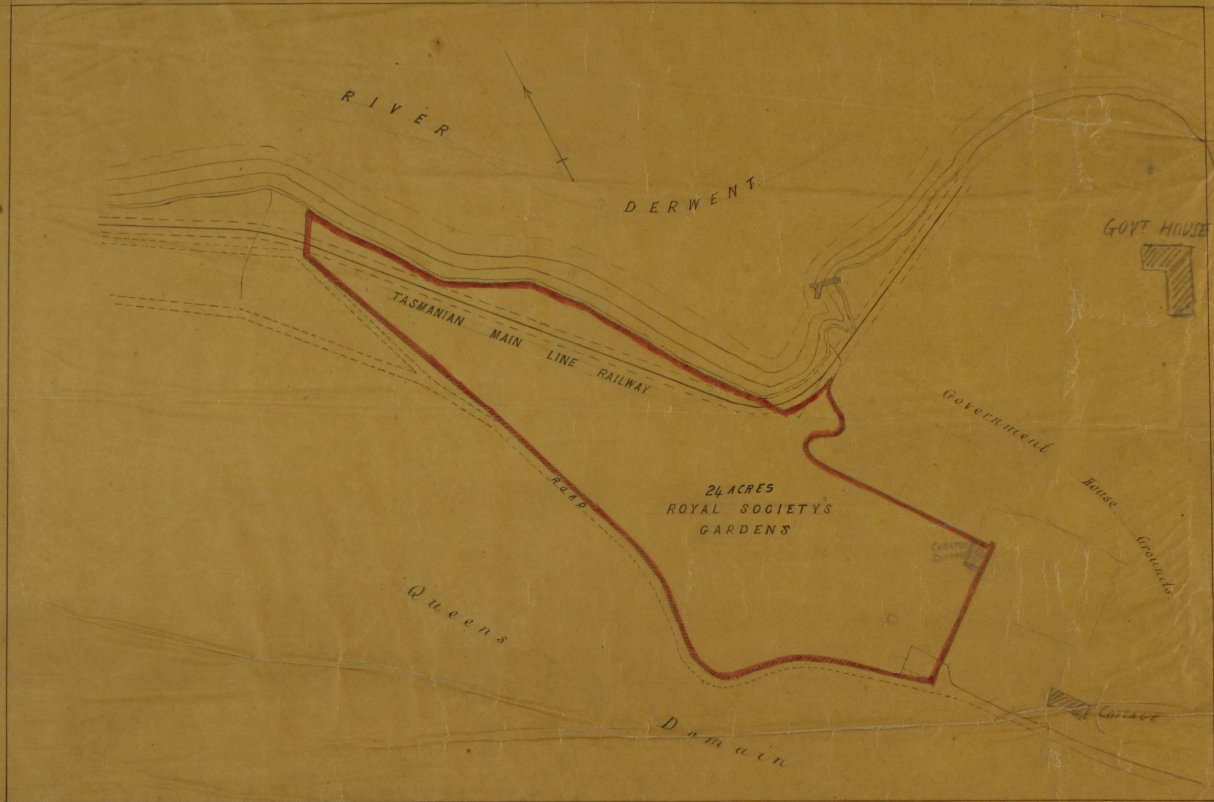 RIVER
DERWENT
GOVT HOUSE
TASMANIAN MAIN LINE RAILWAY
Government House Grounds
24 ACRES
ROYAL SOCIETY'S
GARDENS
ROAD
Queens
Domain
COTTAGE